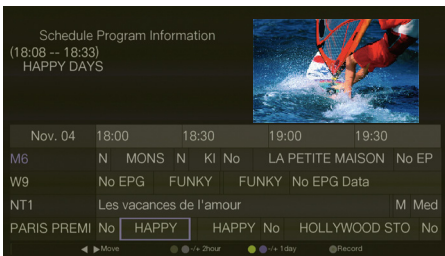 Schedule Program Information
(18:08 -- 18:33)
HAPPY DAYS
Nov. 04 18:00 18:30 19:00 19:30
M6 N MONS N KI No LA PETITE MAISON No EP
W9 No EPG FUNKY FUNKY No EPG Data
NT1 Les vacances de l'amour M Med
PARIS PREMI No HAPPY HAPPY No HOLLYWOOD STO No
Move -/+ 2hour -/+ 1day Record